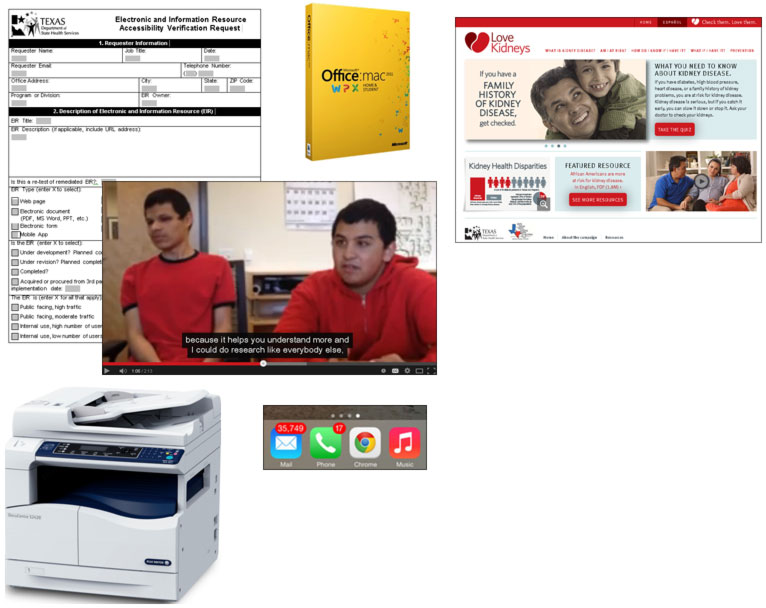 TEXAS
Department of
State Health Services
Electronic and Information Resource
Accessibility Verification Request
1. Requester Information
Requester Name:
Job Title:
Date:
Requester Email:
Telephone Number:
Office Address:
City:
State:
ZIP Code:
Program or Division:
EIR Owner:
2. Description of Electronic and Information Resource (EIR)
EIR Title:
EIR Description (if applicable, include URL address):
Is this a re-test of remediated EIR?
EIR Type (enter X to select):
Web page
Electronic document
(PDF, MS Word, PPT, etc.)
Electronic form
Mobile App
Is the EIR (enter X to select):
Under development? Planned
Under revision? Planned
Completed?
Acquired or procured from 3rd
implementation date:
The EIR is (enter X for all that apply)
Public facing, high traffic
Public facing, moderate traffic
Internal use, high number of
Internal use, low number of
Office:mac 2011
W P X HOME &
STUDENT
Microsoft
HOME
ESPAÑOL
Check them. Love them.
Love
Kidneys
WHAT IS KIDNEY DISEASE?
AM I AT RISK?
HOW DO I KNOW IF I HAVE IT?
WHAT IF I HAVE IT?
PREVENTION
If you have a
FAMILY
HISTORY
OF KIDNEY
DISEASE,
get checked.
WHAT YOU NEED TO KNOW
ABOUT KIDNEY DISEASE.
If you have diabetes, high blood pressure,
heart disease, or a family history of kidney
problems, you are at risk for kidney disease.
Kidney disease is serious, but if you catch it
early, you can slow it down or stop it. Ask your
doctor to check your kidneys.
TAKE THE QUIZ
Kidney Health Disparities
FEATURED RESOURCE
African Americans are more
at risk for kidney disease.
SEE MORE RESOURCES
TEXAS
Home
About the campaign
Resources
because it helps you understand more and
I could do research like everybody else,
1:06 / 2:13
35,749
17
Mail
Phone
Chrome
Music